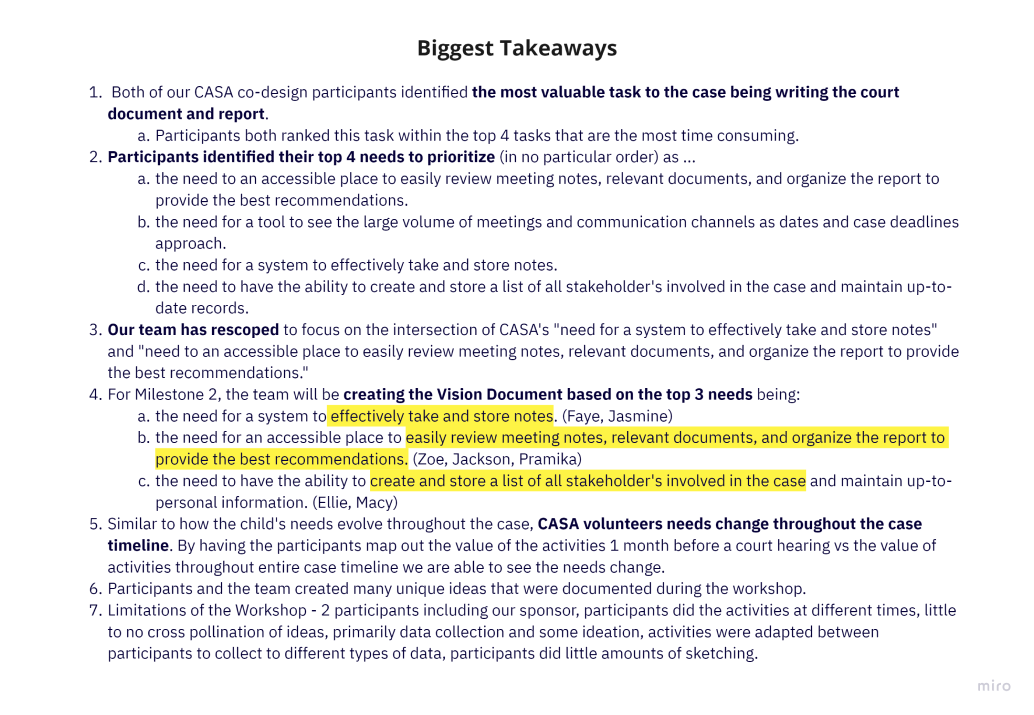 Biggest Takeaways
1. Both of our CASA co-design participants identified the most valuable task to the case being writing the court
document and report.
a. Participants both ranked this task within the top 4 tasks that are the most time consuming.
2. Participants identified their top 4 needs to prioritize (in no particular order) as ...
a. the need to an accessible place to easily review meeting notes, relevant documents, and organize the report to
provide the best recommendations.
b. the need for a tool to see the large volume of meetings and communication channels as dates and case deadlines
approach.
c. the need for a system to effectively take and store notes.
d. the need to have the ability to create and store a list of all stakeholder's involved in the case and maintain up-to-
date records.
3. Our team has rescoped to focus on the intersection of CASA's "need for a system to effectively take and store notes"
and "need to an accessible place to easily review meeting notes, relevant documents, and organize the report to provide
the best recommendations."
4. For Milestone 2, the team will be creating the Vision Document based on the top 3 needs being:
a. the need for a system to effectively take and store notes. (Faye, Jasmine)
b. the need for an accessible place to easily review meeting notes, relevant documents, and organize the report to
provide the best recommendations. (Zoe, Jackson, Pramika)
c. the need to have the ability to create and store a list of all stakeholder's involved in the case and maintain up-to-
personal information. (Ellie, Macy)
5. Similar to how the child's needs evolve throughout the case, CASA volunteers needs change throughout the case
timeline. By having the participants map out the value of the activities 1 month before a court hearing vs the value of
activities throughout entire case timeline we are able to see the needs change.
6. Participants and the team created many unique ideas that were documented during the workshop.
7. Limitations of the Workshop - 2 participants including our sponsor, participants did the activities at different times, little
to no cross pollination of ideas, primarily data collection and some ideation, activities were adapted between
participants to collect to different types of data, participants did little amounts of sketching.
miro